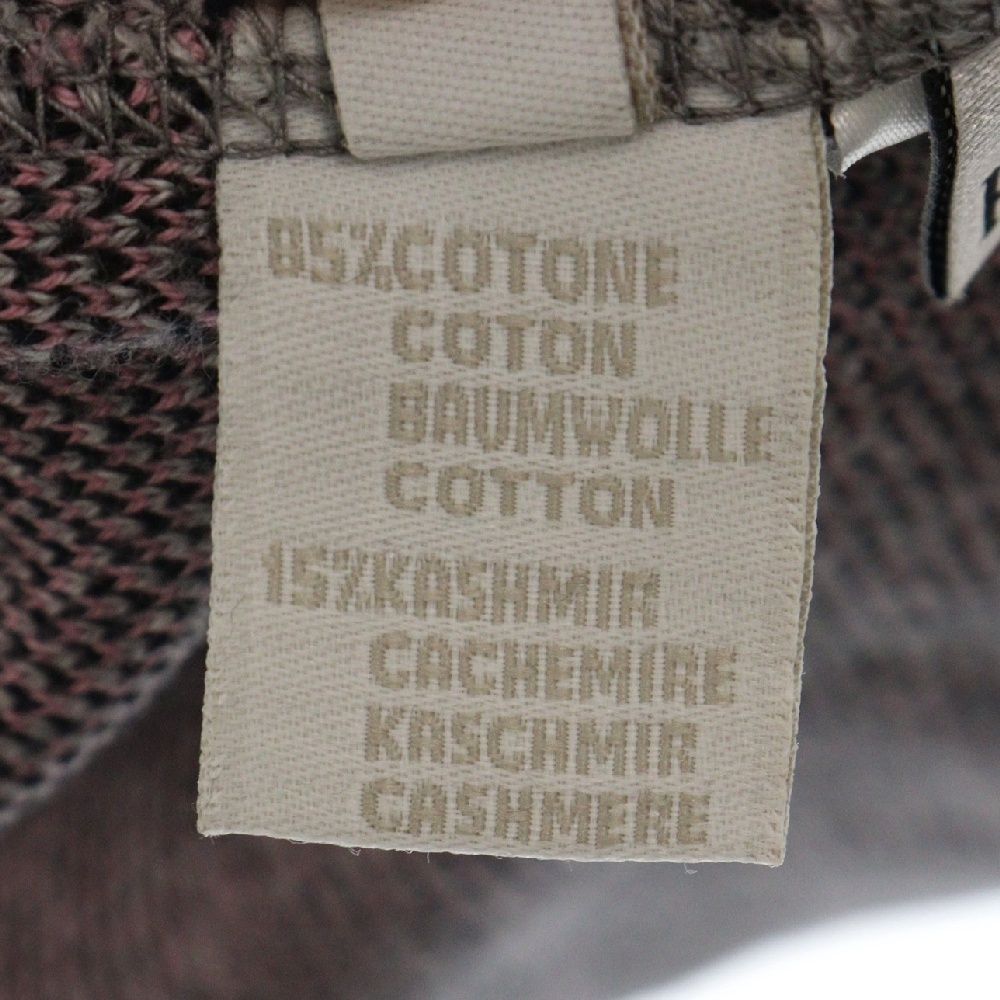 85%COTONE
COTON
BAUMWOLLE
COTTON
15%KASHMIR
CACHEMIRE
KASCHMIR
CASHMERE